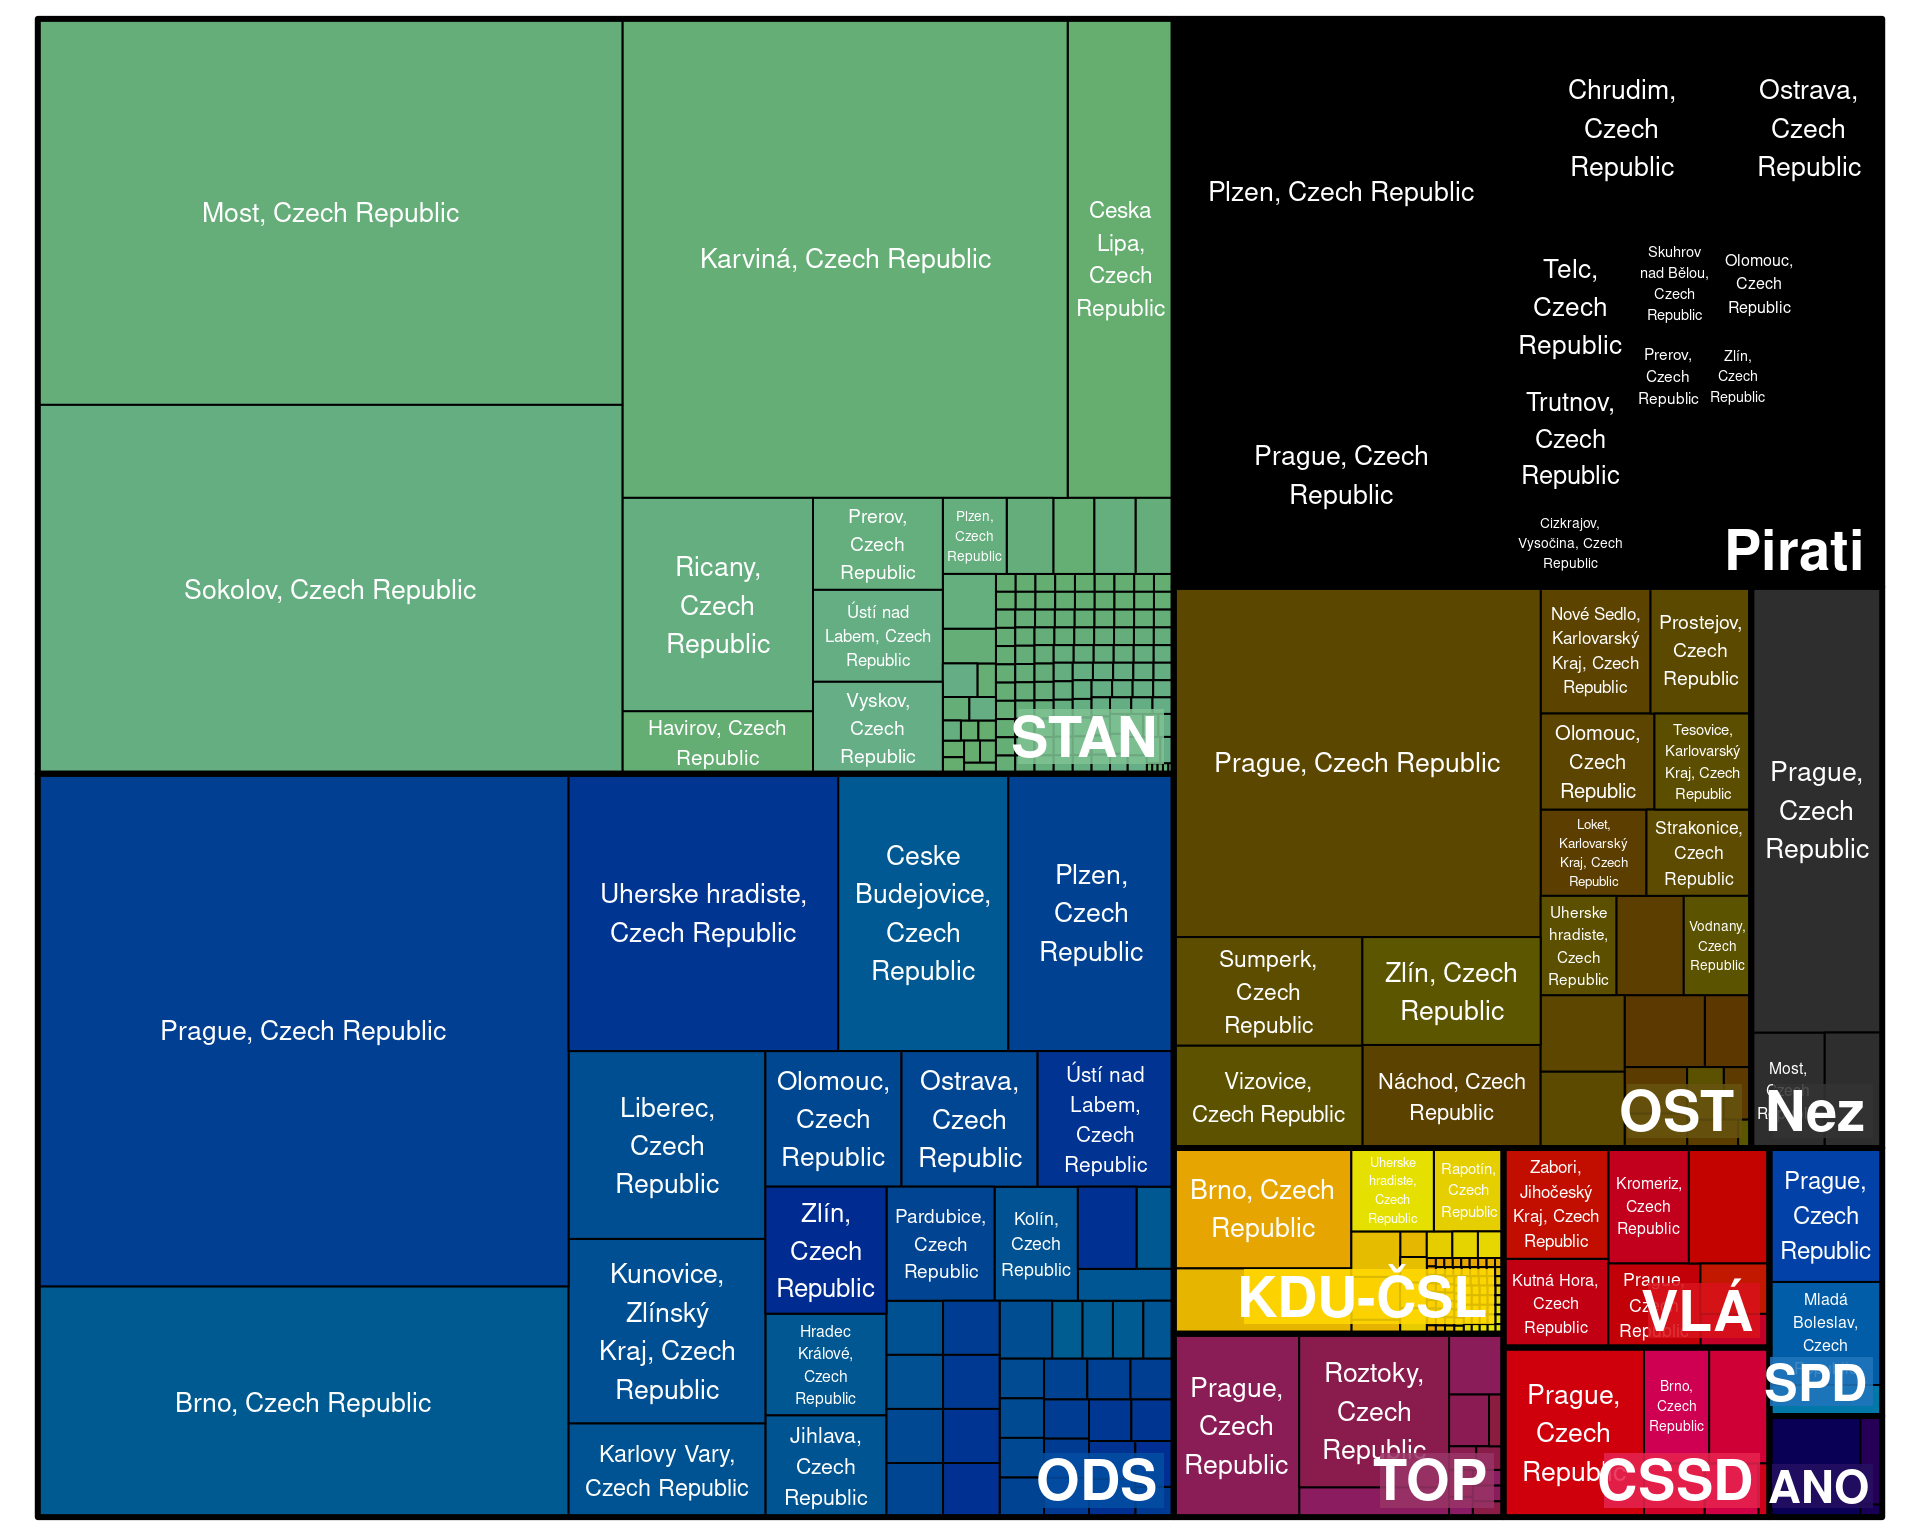 Most, Czech Republic
Sokolov, Czech Republic
Karviná, Czech Republic
Ceska
Lipa,
Czech
Republic
Ricany,
Czech
Republic
Havirov, Czech
Republic
Prerov,
Czech
Republic
Ústí nad
Labem, Czech
Republic
Vyskov,
Czech
Republic
Plzen,
Czech
Republic
STAN
Plzen, Czech Republic
Prague, Czech
Republic
Chrudim,
Czech
Republic
Ostrava,
Czech
Republic
Telc,
Czech
Republic
Skuhrov
nad Bělou,
Czech
Republic
Olomouc,
Czech
Republic
Prerov,
Czech
Republic
Zlín,
Czech
Republic
Trutnov,
Czech
Republic
Cizkrajov,
Vysočina, Czech
Republic
Pirati
Prague, Czech Republic
Brno, Czech Republic
Uherske hradiste,
Czech Republic
Ceske
Budejovice,
Czech
Republic
Plzen,
Czech
Republic
Liberec,
Czech
Republic
Kunovice,
Zlínský
Kraj, Czech
Republic
Karlovy Vary,
Czech Republic
Olomouc,
Czech
Republic
Ostrava,
Czech
Republic
Ústí nad
Labem,
Czech
Republic
Zlín,
Czech
Republic
Hradec
Králové,
Czech
Republic
Jihlava,
Czech
Republic
Pardubice,
Czech
Republic
Kolín,
Czech
Republic
ODS
Prague, Czech Republic
Sumperk,
Czech
Republic
Zlín, Czech
Republic
Vizovice,
Czech Republic
Náchod, Czech
Republic
Nové Sedlo,
Karlovarský
Kraj, Czech
Republic
Prostejov,
Czech
Republic
Olomouc,
Czech
Republic
Tesovice,
Karlovarský
Kraj, Czech
Republic
Loket,
Karlovarský
Kraj, Czech
Republic
Strakonice,
Czech
Republic
Uherske
hradiste,
Czech
Republic
Vodnany,
Czech
Republic
OST
Prague,
Czech
Republic
Most,
Czech
Nez
Brno, Czech
Republic
Uherske
hradiste,
Czech
Republic
Rapotín,
Czech
Republic
KDU-ČSL
Zabori,
Jihočeský
Kraj, Czech
Republic
Kromeriz,
Czech
Republic
Kutná Hora,
Czech
Republic
Prague,
Czech
Republic
VLÁ
Prague,
Czech
Republic
Mladá
Boleslav,
Czech
SPD
Prague,
Czech
Republic
Roztoky,
Czech
Republic
TOP
Prague,
Czech
Republic
Brno,
Czech
Republic
CSSD
ANO